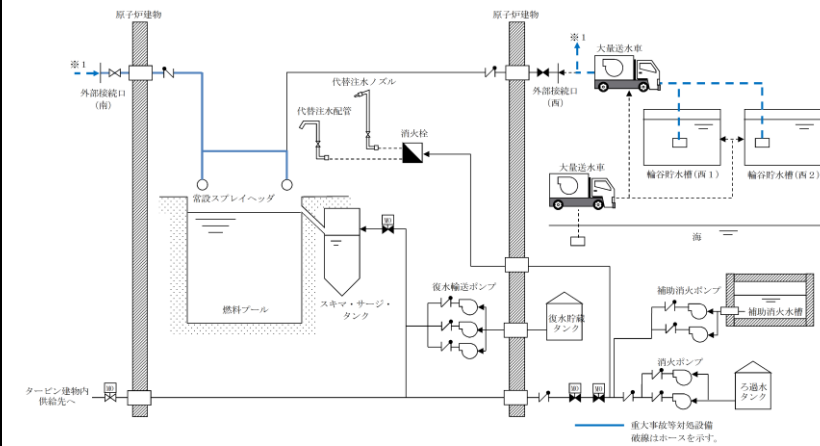 原子炉建物
原子炉建物
※1
外部接続口
(南)
代替注水ノズル
代替注水配管
消火栓
※1
外部接続口
(西)
大量送水車
輪谷貯水槽(西1)
輪谷貯水槽(西2)
大量送水車
海
常設スプレイヘッダ
燃料プール
スキマ・サージ・
タンク
MO
復水輸送ポンプ
復水貯蔵
タンク
補助消火ポンプ
補助消火水槽
消火ポンプ
ろ過水
タンク
タービン建物内
供給先へ
MO
MO
MO
重大事故等対処設備
破線はホースを示す。